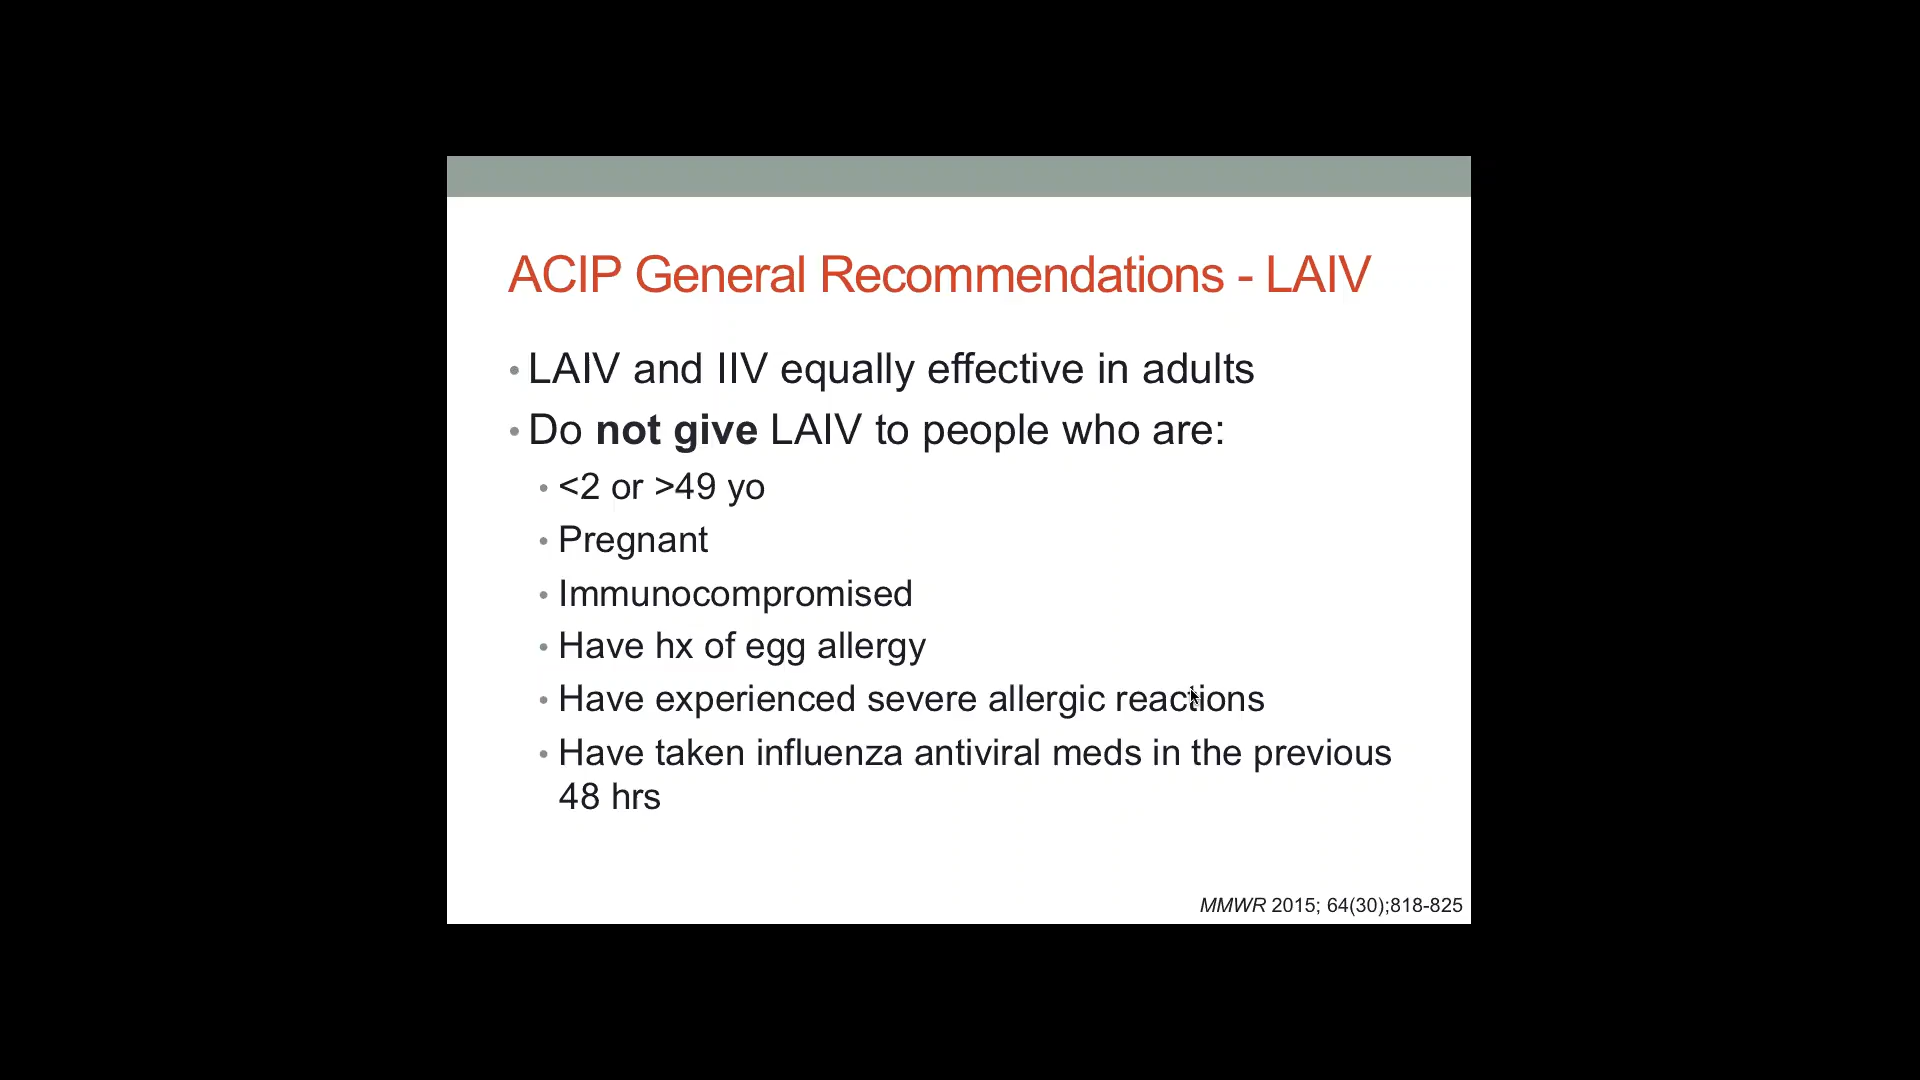 ACIP General Recommendations - LAIV
• LAIV and IIV equally effective in adults
• Do not give LAIV to people who are:
• <2 or >49 yo
• Pregnant
• Immunocompromised
• Have hx of egg allergy
• Have experienced severe allergic reactions
• Have taken influenza antiviral meds in the previous
48 hrs
MMWR 2015; 64(30);818-825